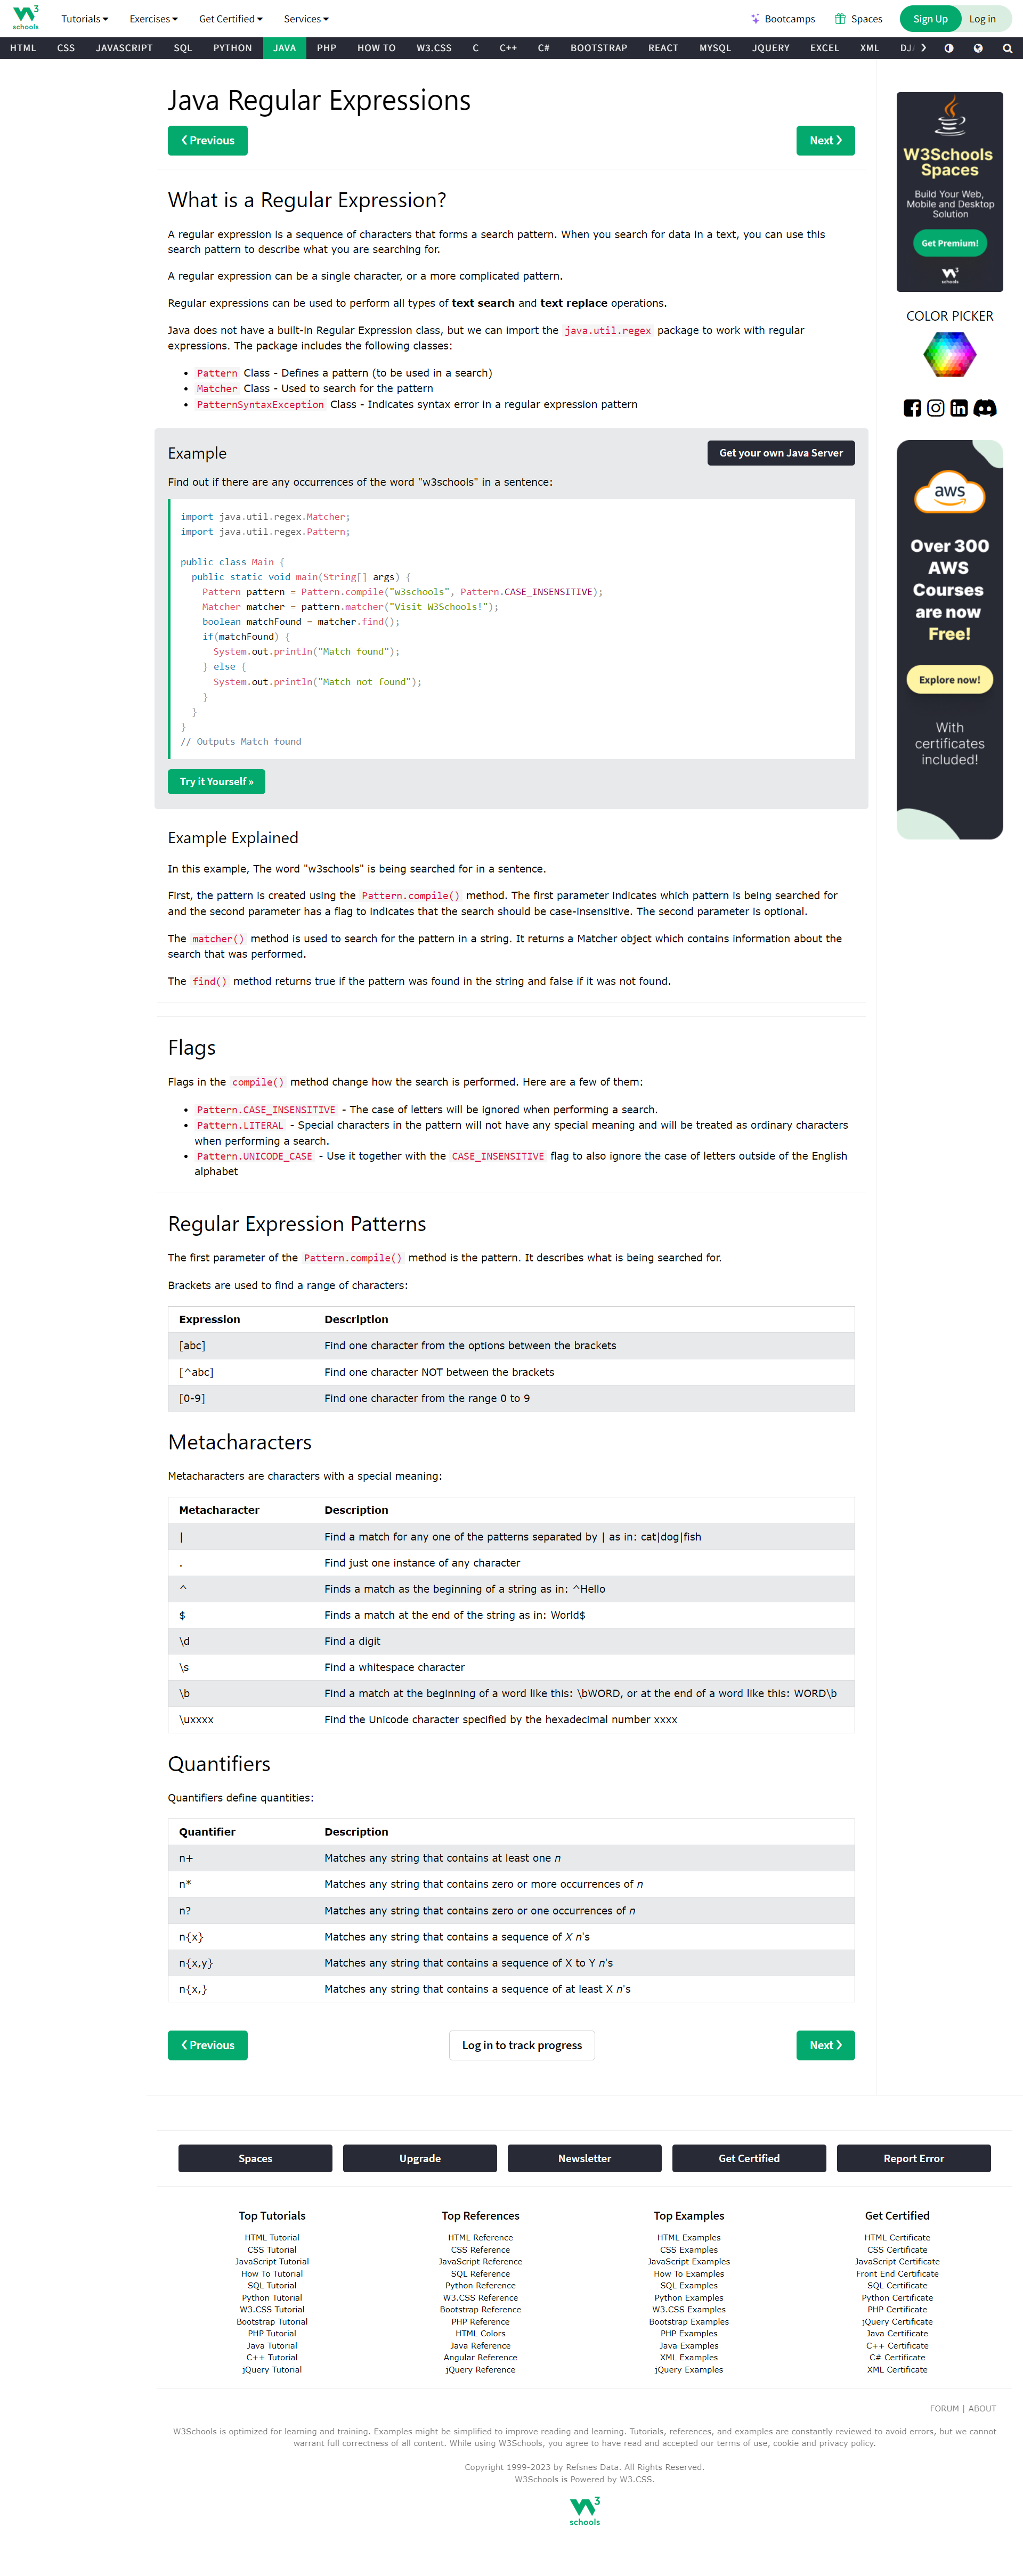 W3 schools
Tutorials Exercises Get Certified Services Bootcamps Spaces Sign Up Log in
HTML CSS JAVASCRIPT SQL PYTHON JAVA PHP HOW TO W3.CSS C C++ C# BOOTSTRAP REACT MYSQL JQUERY EXCEL XML
Java Regular Expressions
❮ Previous Next ❯
What is a Regular Expression?
A regular expression is a sequence of characters that forms a search pattern. When you search for data in a text, you can use this
search pattern to describe what you are searching for.
A regular expression can be a single character, or a more complicated pattern.
Regular expressions can be used to perform all types of text search and text replace operations.
Java does not have a built-in Regular Expression class, but we can import the java.util.regex package to work with regular
expressions. The package includes the following classes:
• Pattern Class - Defines a pattern (to be used in a search)
• Matcher Class - Used to search for the pattern
• PatternSyntaxException Class - Indicates syntax error in a regular expression pattern
Example
Get your own Java Server
Find out if there are any occurrences of the word "w3schools" in a sentence:
import java.util.regex.Matcher;
import java.util.regex.Pattern;
public class Main {
public static void main(String[] args) {
Pattern pattern = Pattern.compile("w3schools", Pattern.CASE_INSENSITIVE);
Matcher matcher = pattern.matcher("Visit W3Schools!");
boolean matchFound = matcher.find();
if(matchFound) {
System.out.println("Match found");
} else {
System.out.println("Match not found");
}
}
}
// Outputs Match found
Try it Yourself »
Example Explained
In this example, The word "w3schools" is being searched for in a sentence.
First, the pattern is created using the Pattern.compile() method. The first parameter indicates which pattern is being searched for
and the second parameter has a flag to indicates that the search should be case-insensitive. The second parameter is optional.
The matcher() method is used to search for the pattern in a string. It returns a Matcher object which contains information about the
search that was performed.
The find() method returns true if the pattern was found in the string and false if it was not found.
Flags
Flags in the compile() method change how the search is performed. Here are a few of them:
• Pattern.CASE_INSENSITIVE - The case of letters will be ignored when performing a search.
• Pattern.LITERAL - Special characters in the pattern will not have any special meaning and will be treated as ordinary characters
when performing a search.
• Pattern.UNICODE_CASE - Use it together with the CASE_INSENSITIVE flag to also ignore the case of letters outside of the English
alphabet
Regular Expression Patterns
The first parameter of the Pattern.compile() method is the pattern. It describes what is being searched for.
Brackets are used to find a range of characters:
Expression Description
[abc] Find one character from the options between the brackets
[^abc] Find one character NOT between the brackets
[0-9] Find one character from the range 0 to 9
Metacharacters
Metacharacters are characters with a special meaning:
Metacharacter Description
| Find a match for any one of the patterns separated by | as in: cat|dog|fish
. Find just one instance of any character
^ Finds a match as the beginning of a string as in: ^Hello
$ Finds a match at the end of the string as in: World$
\d Find a digit
\s Find a whitespace character
\b Find a match at the beginning of a word like this: \bWORD, or at the end of a word like this: WORD\b
\uxxxx Find the Unicode character specified by the hexadecimal number xxxx
Quantifiers
Quantifiers define quantities:
Quantifier Description
n+ Matches any string that contains at least one n
n* Matches any string that contains zero or more occurrences of n
n? Matches any string that contains zero or one occurrences of n
n{x} Matches any string that contains a sequence of X n's
n{x,y} Matches any string that contains a sequence of X to Y n's
n{x,} Matches any string that contains a sequence of at least X n's
❮ Previous Log in to track progress Next ❯
W3Schools
Spaces
Build Your Web,
Mobile and Desktop
Solution
Get Premium!
W3 schools
COLOR PICKER
aws
Over 300
AWS
Courses
are now
Free!
Explore now!
With
certificates
included!
Spaces Upgrade Newsletter Get Certified Report Error
Top Tutorials
HTML Tutorial
CSS Tutorial
JavaScript Tutorial
How To Tutorial
SQL Tutorial
Python Tutorial
W3.CSS Tutorial
Bootstrap Tutorial
PHP Tutorial
Java Tutorial
C++ Tutorial
jQuery Tutorial
Top References
HTML Reference
CSS Reference
JavaScript Reference
SQL Reference
Python Reference
W3.CSS Reference
Bootstrap Reference
PHP Reference
HTML Colors
Java Reference
Angular Reference
jQuery Reference
Top Examples
HTML Examples
CSS Examples
JavaScript Examples
How To Examples
SQL Examples
Python Examples
W3.CSS Examples
Bootstrap Examples
PHP Examples
Java Examples
XML Examples
jQuery Examples
Get Certified
HTML Certificate
CSS Certificate
JavaScript Certificate
Front End Certificate
SQL Certificate
Python Certificate
PHP Certificate
jQuery Certificate
Java Certificate
C++ Certificate
C# Certificate
XML Certificate
FORUM | ABOUT
W3Schools is optimized for learning and training. Examples might be simplified to improve reading and learning. Tutorials, references, and examples are constantly reviewed to avoid errors, but we cannot
warrant full correctness of all content. While using W3Schools, you agree to have read and accepted our terms of use, cookie and privacy policy.
Copyright 1999-2023 by Refsnes Data. All Rights Reserved.
W3Schools is Powered by W3.CSS.
W3 schools